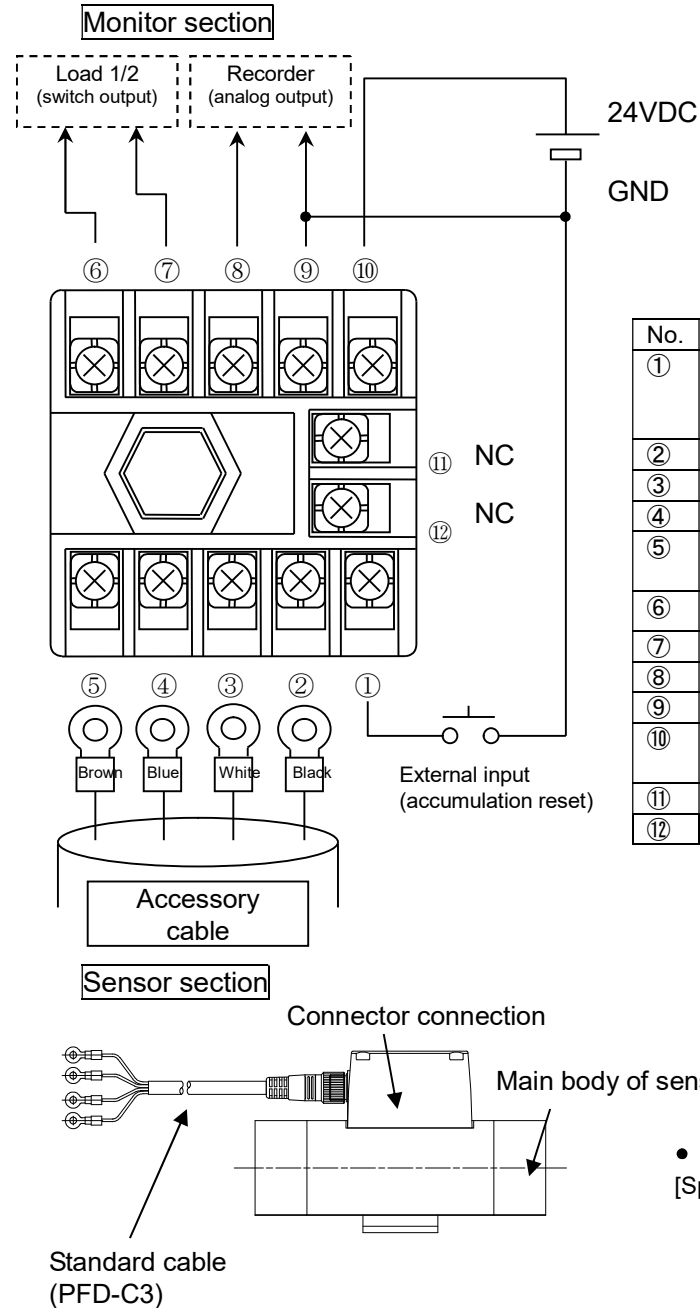 Monitor section
Load 1/2
(switch output)
Recorder
(analog output)
24VDC
GND
⑥ ⑦ ⑧ ⑨ ⑩
⑪ NC
⑫ NC
⑤ ④ ③ ② ①
Brown Blue White Black
External input
(accumulation reset)
Accessory
cable
No.
①
②
③
④
⑤
⑥
⑦
⑧
⑨
⑩
⑪
⑫
Sensor section
Connector connection
Main body of sen
●
[Sp
Standard cable
(PFD-C3)